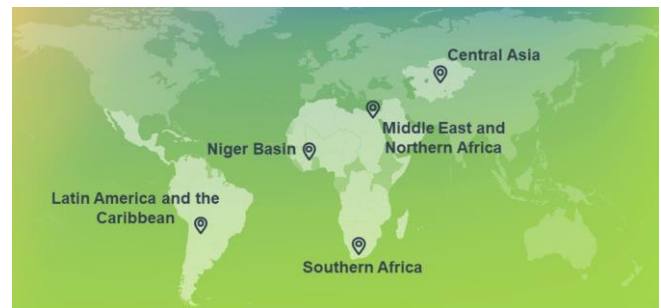 Central Asia
Middle East and
Northern Africa
Niger Basin
Latin America and the
Caribbean
Southern Africa